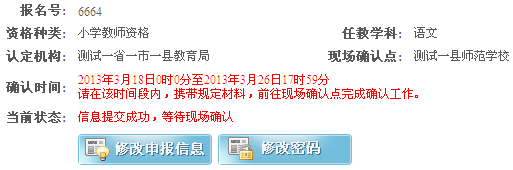 报名号: 6664
资格种类: 小学教师资格 任教学科: 语文
认定机构: 测试一省一市一县教育局 现场确认点: 测试一县师范学校
确认时间: 2013年3月18日0时0分至2013年3月26日17时59分
请在该时间段内，携带规定材料，前往现场确认点完成确认工作。
当前状态: 信息提交成功，等待现场确认
修改申报信息 修改密码